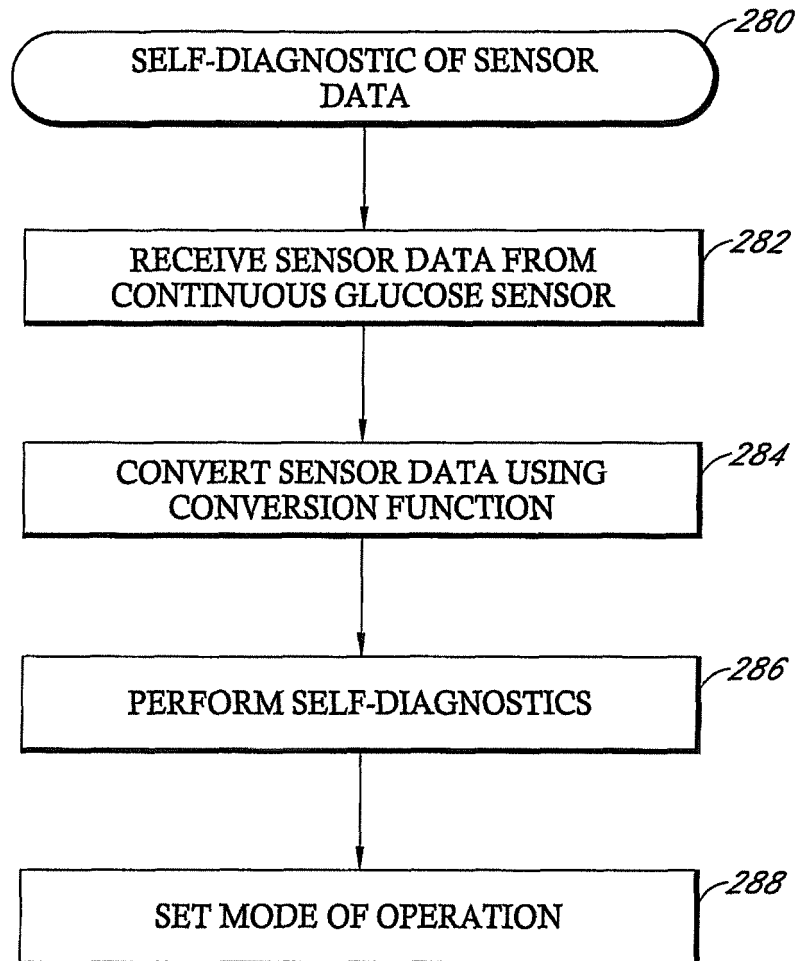 280
SELF-DIAGNOSTIC OF SENSOR
DATA
282
RECEIVE SENSOR DATA FROM
CONTINUOUS GLUCOSE SENSOR
284
CONVERT SENSOR DATA USING
CONVERSION FUNCTION
286
PERFORM SELF-DIAGNOSTICS
288
SET MODE OF OPERATION